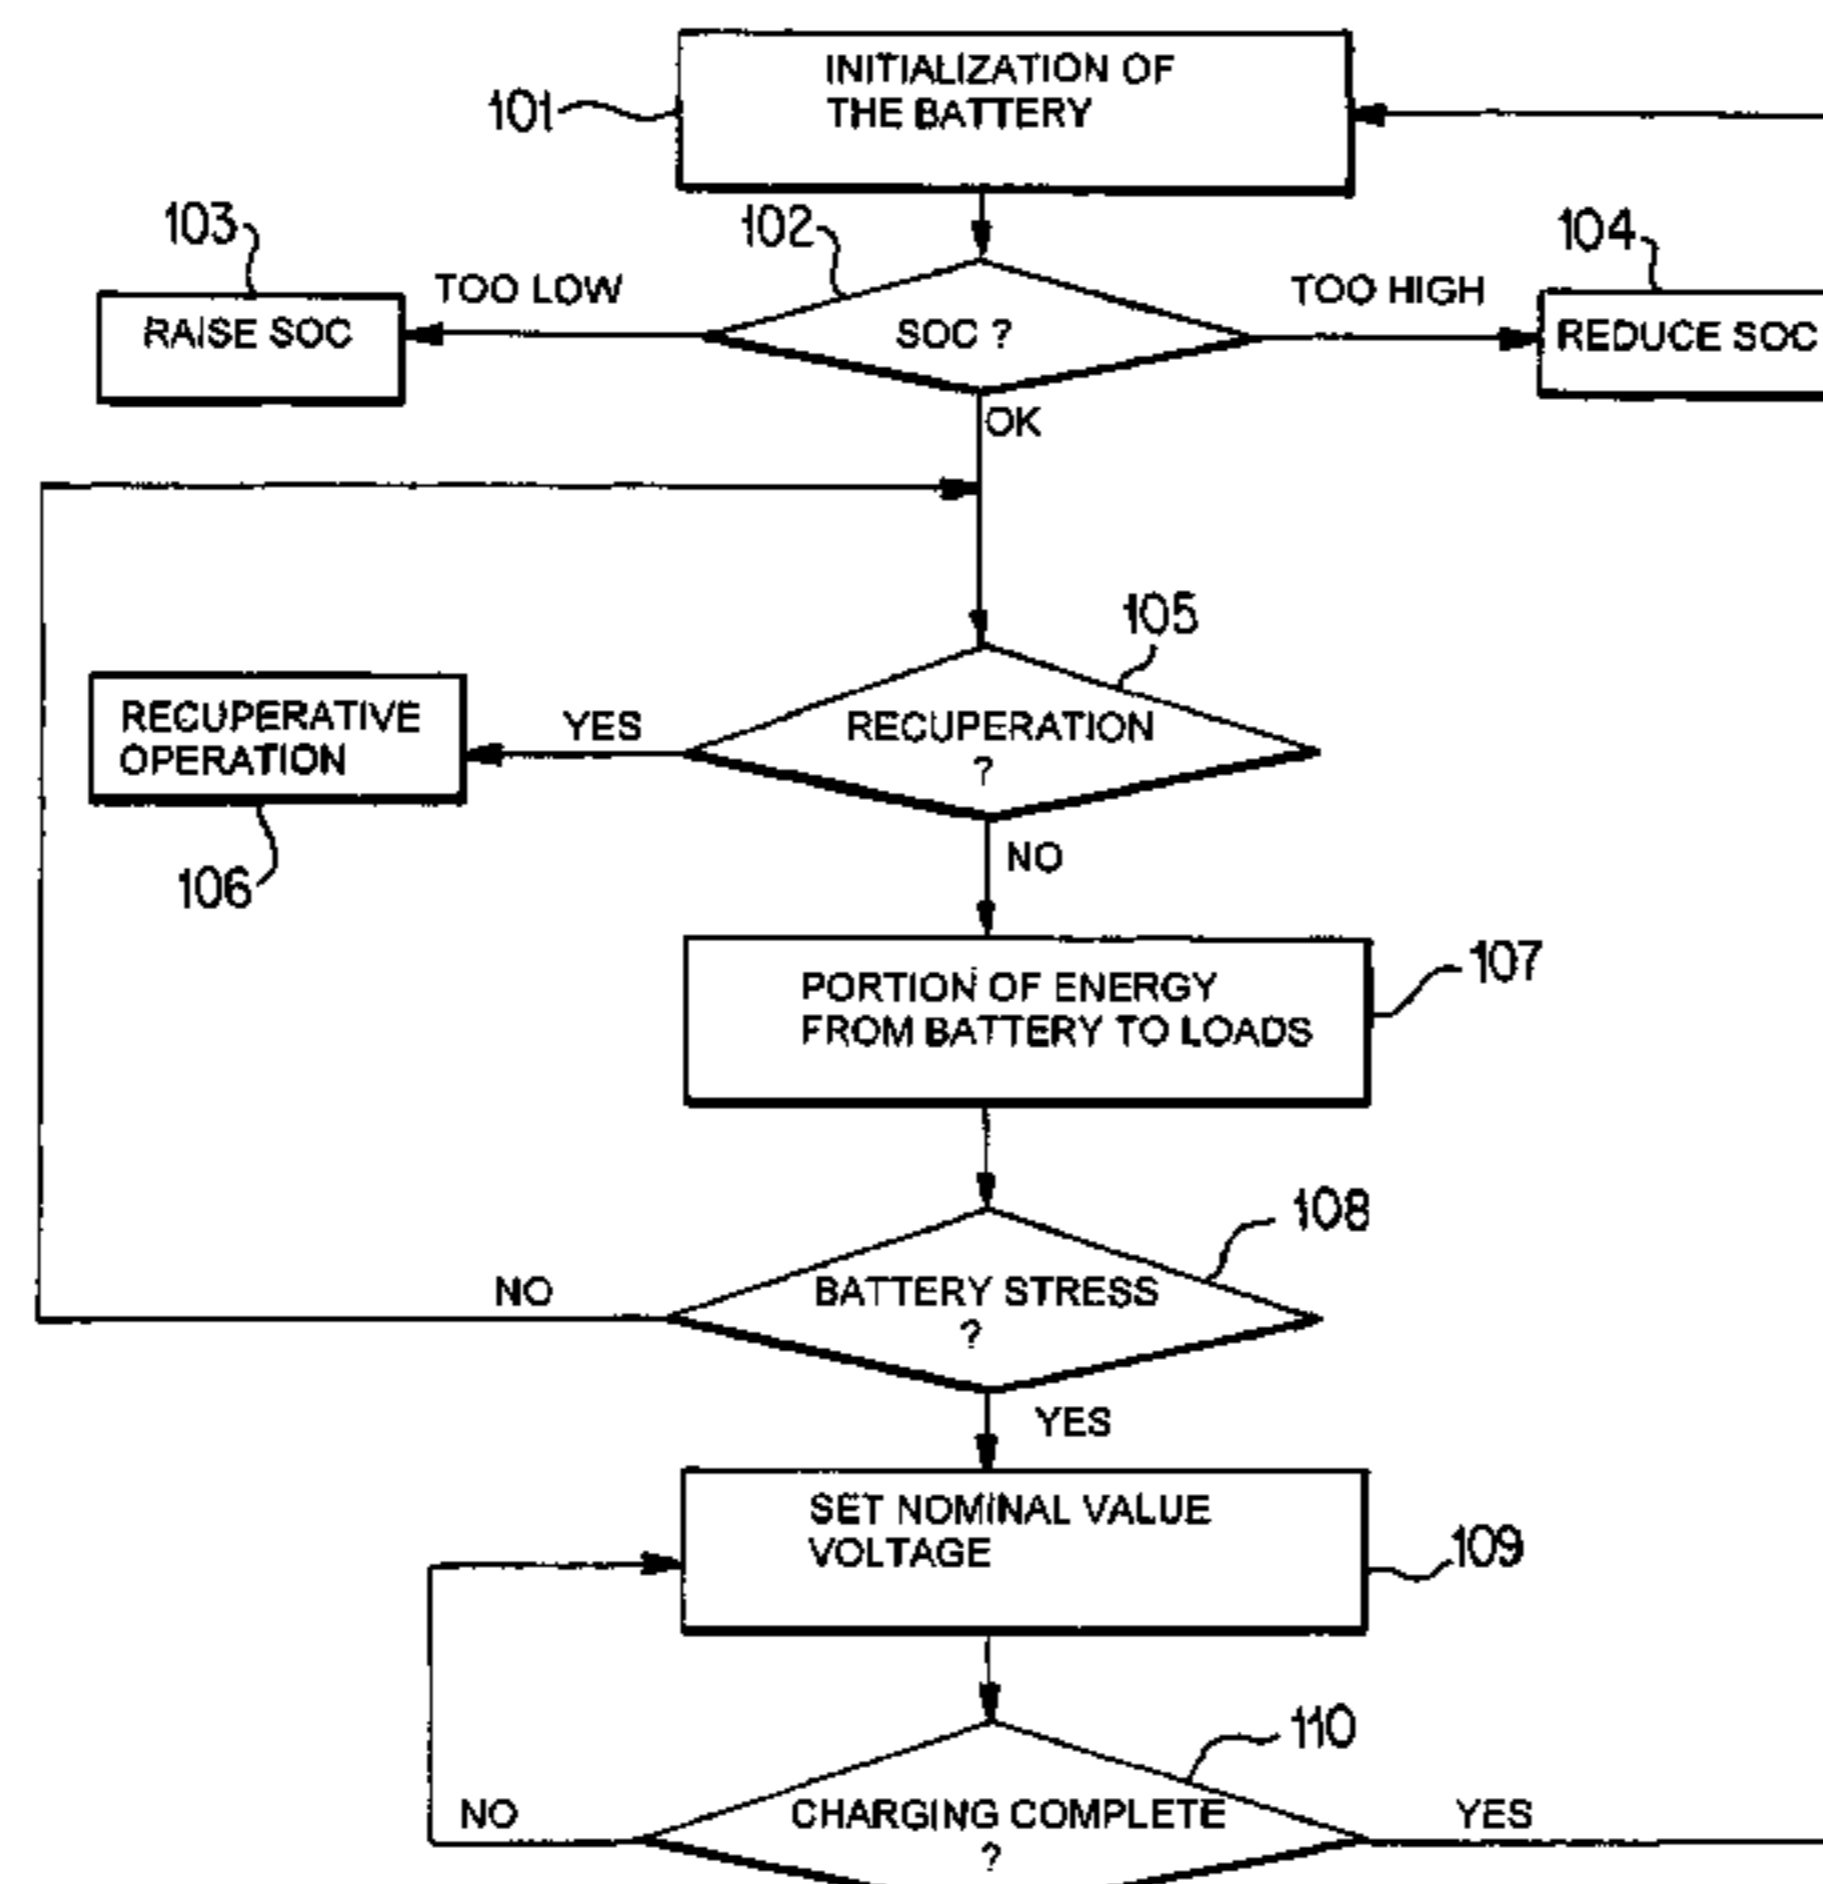 INITIALIZATION OF
THE BATTERY
101
103
102
104
TOO LOW
TOO HIGH
RAISE SOC
SOC ?
REDUCE SOC
OK
105
RECUPERATIVE
OPERATION
YES
RECUPERATION
?
106
NO
PORTION OF ENERGY
FROM BATTERY TO LOADS
107
108
NO
BATTERY STRESS
?
YES
SET NOMINAL VALUE
VOLTAGE
109
110
NO
CHARGING COMPLETE
?
YES